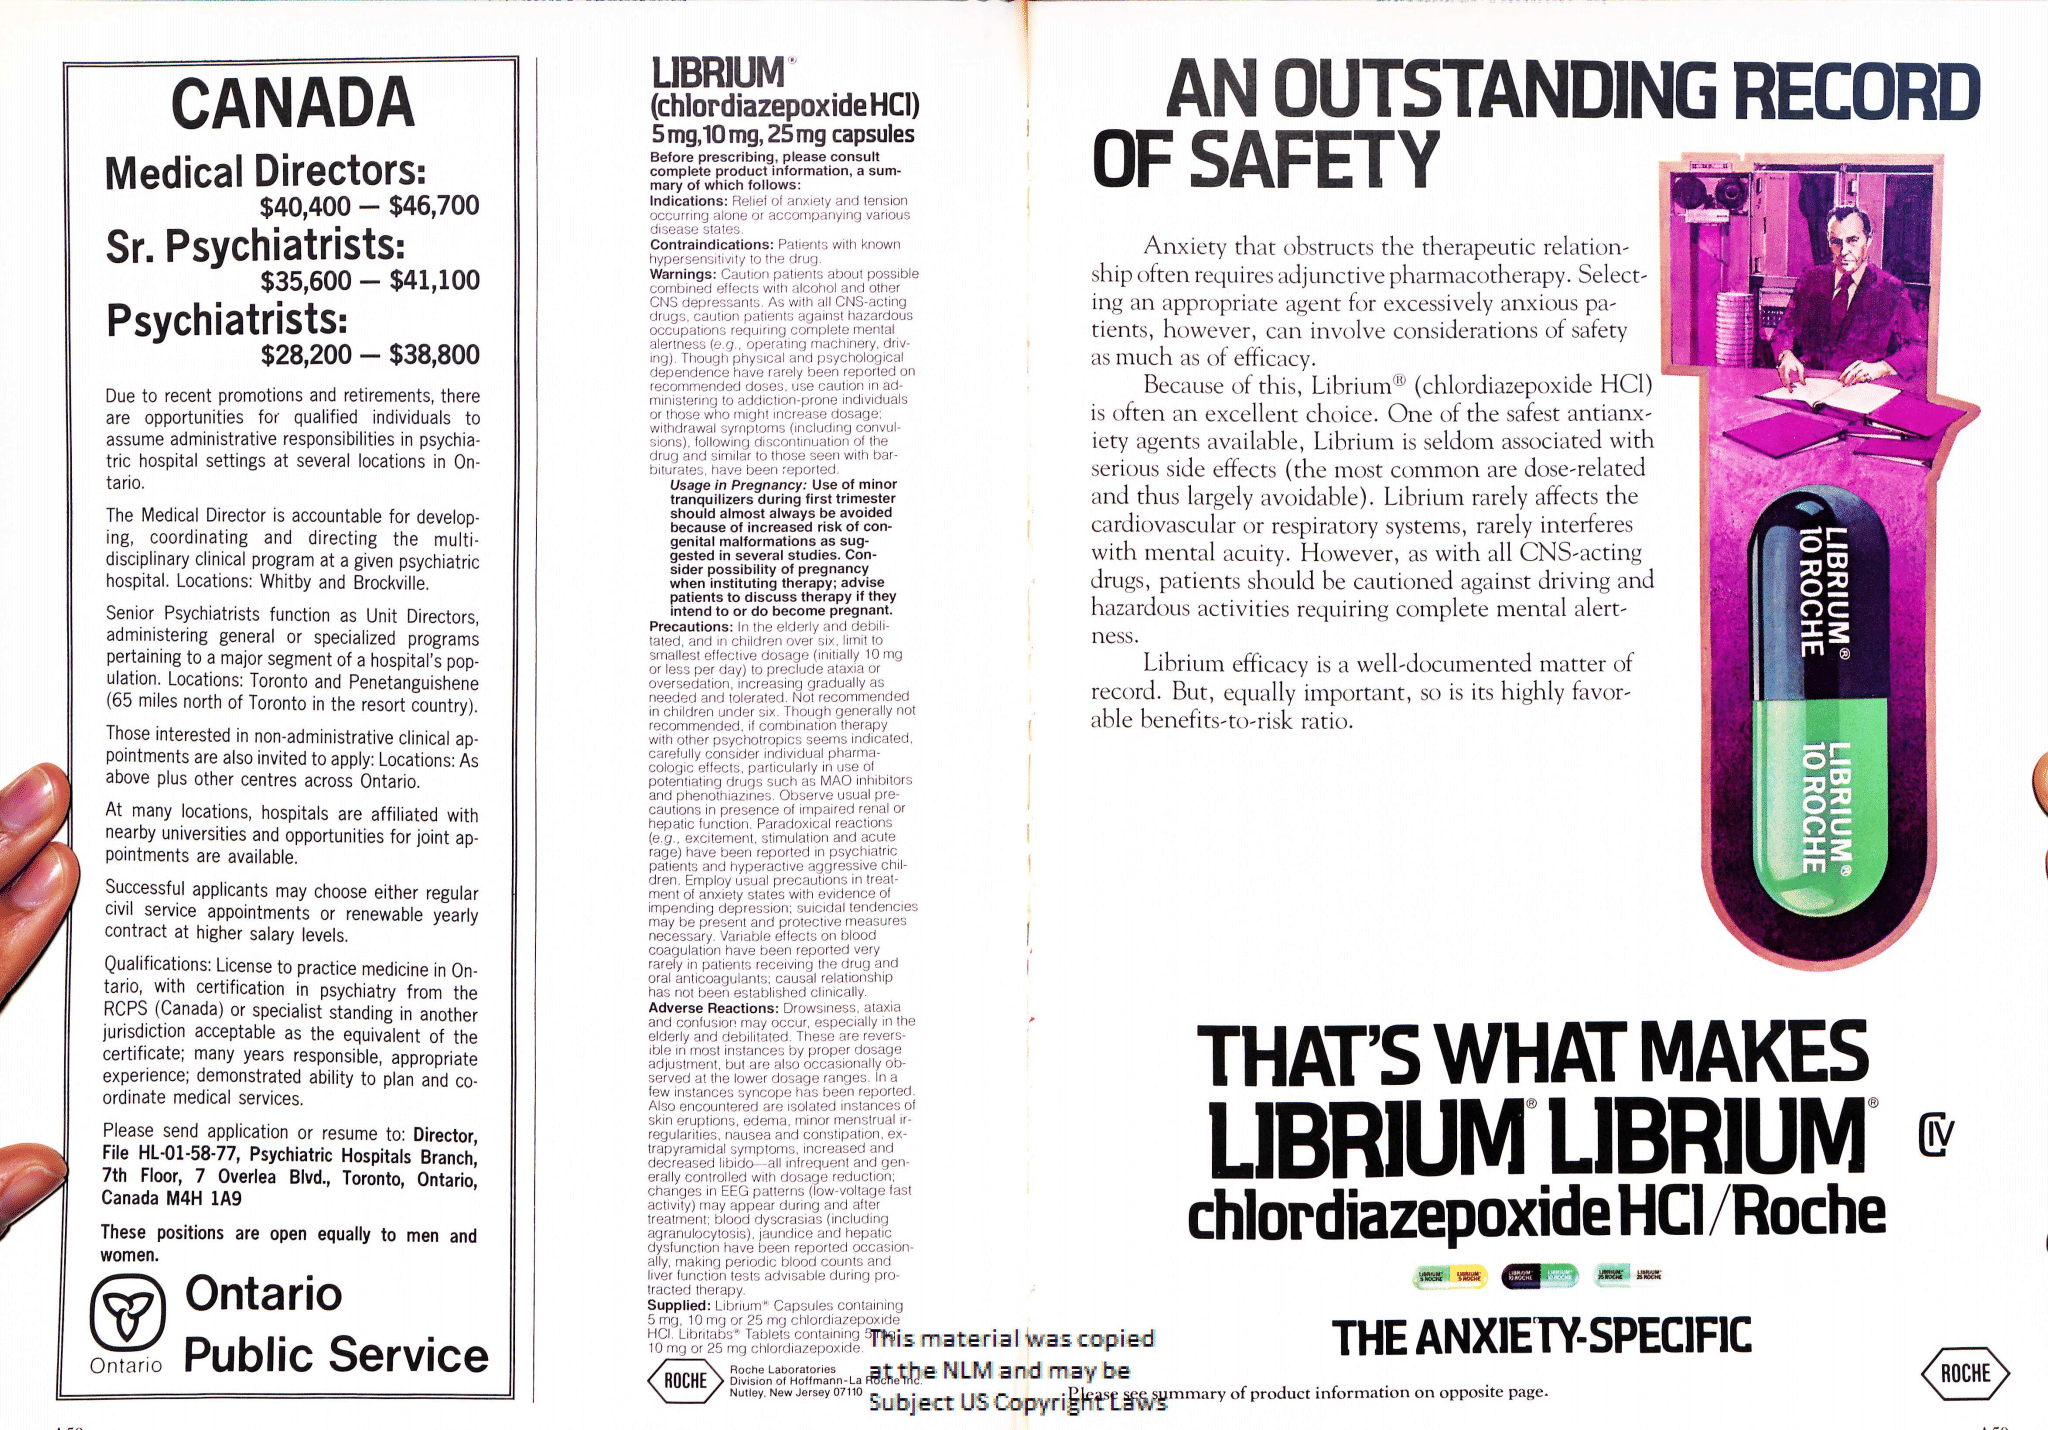 CANADA
Medical Directors:
$40,400 — $46,700
Sr. Psychiatrists:
$35,600 — $41,100
Psychiatrists:
$28,200 — $38,800
Due to recent promotions and retirements, there
are opportunities for qualified individuals to
assume administrative responsibilities in psychia-
tric hospital settings at several locations in On-
tario.
The Medical Director is accountable for develop-
ing, coordinating and directing the multi-
disciplinary clinical program at a given psychiatric
hospital. Locations: Whitby and Brockville.
Senior Psychiatrists function as Unit Directors,
administering general or specialized programs
pertaining to a major segment of a hospital's pop-
ulation. Locations: Toronto and Penetanguishene
(65 miles north of Toronto in the resort country).
Those interested in non-administrative clinical ap-
pointments are also invited to apply: Locations: As
above plus other centres across Ontario.
At many locations, hospitals are affiliated with
nearby universities and opportunities for joint ap-
pointments are available.
Successful applicants may choose either regular
civil service appointments or renewable yearly
contract at higher salary levels.
Qualifications: License to practice medicine in On-
tario, with certification in psychiatry from the
RCPS (Canada) or specialist standing in another
jurisdiction acceptable as the equivalent of the
certificate; many years responsible, appropriate
experience; demonstrated ability to plan and co-
ordinate medical services.
Please send application or resume to: Director,
File HL-01-58-77, Psychiatric Hospitals Branch,
7th Floor, 7 Overlea Blvd., Toronto, Ontario,
Canada M4H 1A9
These positions are open equally to men and
women.
Ontario
Ontario
Public Service
LIBRIUM®
(chlordiazepoxide HCl)
5 mg, 10 mg, 25 mg capsules
Before prescribing, please consult
complete product information, a sum-
mary of which follows:
Indications: Relief of anxiety and tension
occurring alone or accompanying various
disease states.
Contraindications: Patients with known
hypersensitivity to the drug.
Warnings: Caution patients about possible
combined effects with alcohol and other
CNS depressants. As with all CNS-acting
drugs, caution patients against hazardous
occupations requiring complete mental
alertness (e.g., operating machinery, driv-
ing). Though physical and psychological
dependence have rarely been reported on
recommended doses, use caution in ad-
ministering to addiction-prone individuals
or those who might increase dosage;
withdrawal symptoms (including convul-
sions), following discontinuation of the
drug and similar to those seen with bar-
biturates, have been reported.
Usage in Pregnancy: Use of minor
tranquilizers during first trimester
should almost always be avoided
because of increased risk of con-
genital malformations as sug-
gested in several studies. Con-
sider possibility of pregnancy
when instituting therapy; advise
patients to discuss therapy if they
intend to or do become pregnant.
Precautions: In the elderly and debili-
tated, and in children over six, limit to
smallest effective dosage (initially 10 mg
or less per day) to preclude ataxia or
oversedation, increasing gradually as
needed and tolerated. Not recommended
in children under six. Though generally not
recommended, if combination therapy
with other psychotropics seems indicated,
carefully consider individual pharma-
cologic effects, particularly in use of
potentiating drugs such as MAO inhibitors
and phenothiazines. Observe usual pre-
cautions in presence of impaired renal or
hepatic function. Paradoxical reactions
(e.g., excitement, stimulation and acute
rage) have been reported in psychiatric
patients and hyperactive aggressive chil-
dren. Employ usual precautions in treat-
ment of anxiety states with evidence of
impending depression; suicidal tendencies
may be present and protective measures
necessary. Variable effects on blood
coagulation have been reported very
rarely in patients receiving the drug and
oral anticoagulants; causal relationship
has not been established clinically.
Adverse Reactions: Drowsiness, ataxia
and confusion may occur, especially in the
elderly and debilitated. These are revers-
ible in most instances by proper dosage
adjustment, but are also occasionally ob-
served at the lower dosage ranges. In a
few instances syncope has been reported.
Also encountered are isolated instances of
skin eruptions, edema, minor menstrual ir-
regularities, nausea and constipation, ex-
trapyramidal symptoms, increased and
decreased libido—all infrequent and gen-
erally controlled with dosage reduction;
changes in EEG patterns (low-voltage fast
activity) may appear during and after
treatment; blood dyscrasias (including
agranulocytosis), jaundice and hepatic
dysfunction have been reported occasion-
ally, making periodic blood counts and
liver function tests advisable during pro-
tracted therapy.
Supplied: Librium® Capsules containing
5 mg, 10 mg or 25 mg chlordiazepoxide
HCl. Libritabs® Tablets containing 5 mg,
10 mg or 25 mg chlordiazepoxide.
ROCHE
Roche Laboratories
Division of Hoffmann-La Roche Inc.
Nutley, New Jersey 07110
This material was copied
at the NLM and may be
Subject US Copyright Laws
AN OUTSTANDING RECORD
OF SAFETY
Anxiety that obstructs the therapeutic relation-
ship often requires adjunctive pharmacotherapy. Select-
ing an appropriate agent for excessively anxious pa-
tients, however, can involve considerations of safety
as much as of efficacy.
Because of this, Librium® (chlordiazepoxide HCl)
is often an excellent choice. One of the safest antianx-
iety agents available, Librium is seldom associated with
serious side effects (the most common are dose-related
and thus largely avoidable). Librium rarely affects the
cardiovascular or respiratory systems, rarely interferes
with mental acuity. However, as with all CNS-acting
drugs, patients should be cautioned against driving and
hazardous activities requiring complete mental alert-
ness.
Librium efficacy is a well-documented matter of
record. But, equally important, so is its highly favor-
able benefits-to-risk ratio.
LIBRIUM®
10 ROCHE
LIBRIUM®
10 ROCHE
THAT'S WHAT MAKES
LIBRIUM® LIBRIUM®
CIV
chlordiazepoxide HCl/Roche
LIBRIUM®
5 ROCHE
LIBRIUM®
5 ROCHE
LIBRIUM®
10 ROCHE
LIBRIUM®
10 ROCHE
LIBRIUM®
25 ROCHE
LIBRIUM®
25 ROCHE
THE ANXIETY-SPECIFIC
Please see summary of product information on opposite page.
ROCHE